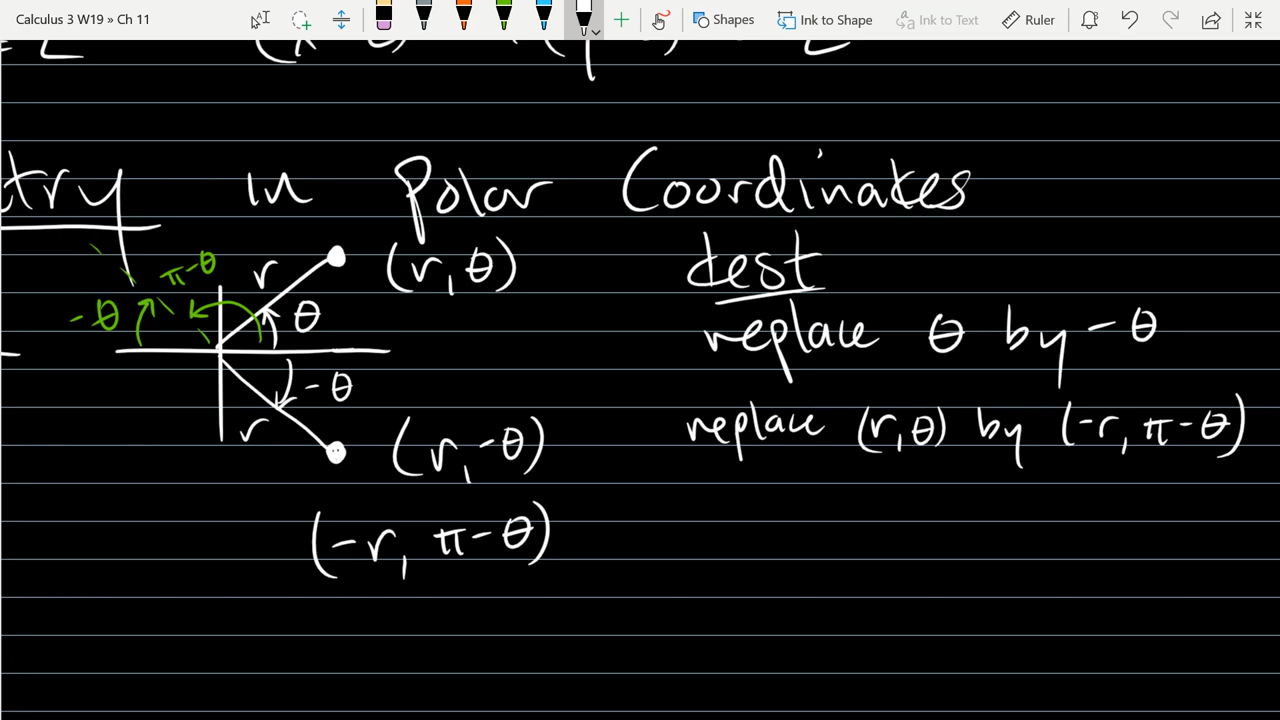 Calculus 3 W19 » Ch 11
Shapes
Ink to Shape
Ink to Text
Ruler
try in Polar Coordinates
π-θ
-θ
r
θ
(r, θ)
test
replace θ by -θ
-θ
r
(r, -θ)
replace (r, θ) by (-r, π-θ)
(-r, π-θ)